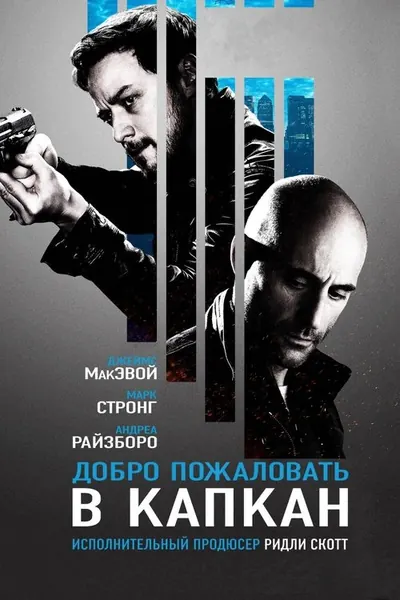 ДЖЕЙМС
МАКЭВОЙ
МАРК
СТРОНГ
АНДРЕА
РАЙЗБОРО
ДОБРО ПОЖАЛОВАТЬ
В КАПКАН
ИСПОЛНИТЕЛЬНЫЙ ПРОДЮСЕР РИДЛИ СКОТТ